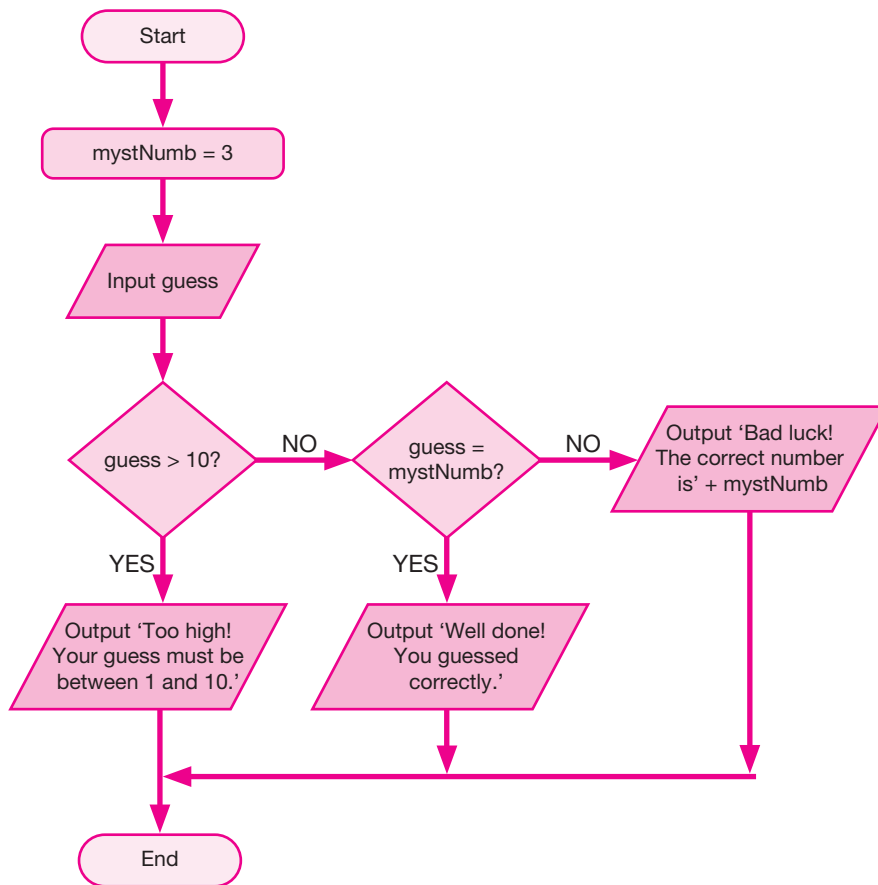 Start
mystNumb = 3
Input guess
guess > 10?
NO
guess =
mystNumb?
NO
Output ‘Bad luck!
The correct number
is’ + mystNumb
YES
YES
Output ‘Too high!
Your guess must be
between 1 and 10.’
Output ‘Well done!
You guessed
correctly.’
End